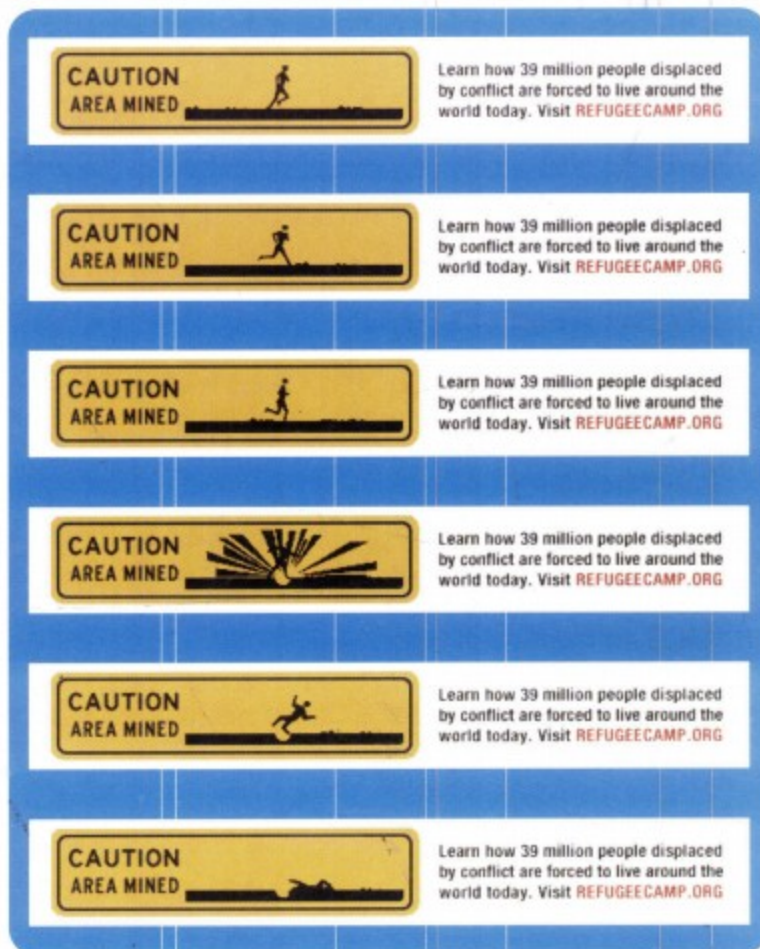 CAUTION
AREA MINED
Learn how 39 million people displaced
by conflict are forced to live around the
world today. Visit REFUGEECAMP.ORG
CAUTION
AREA MINED
Learn how 39 million people displaced
by conflict are forced to live around the
world today. Visit REFUGEECAMP.ORG
CAUTION
AREA MINED
Learn how 39 million people displaced
by conflict are forced to live around the
world today. Visit REFUGEECAMP.ORG
CAUTION
AREA MINED
Learn how 39 million people displaced
by conflict are forced to live around the
world today. Visit REFUGEECAMP.ORG
CAUTION
AREA MINED
Learn how 39 million people displaced
by conflict are forced to live around the
world today. Visit REFUGEECAMP.ORG
CAUTION
AREA MINED
Learn how 39 million people displaced
by conflict are forced to live around the
world today. Visit REFUGEECAMP.ORG